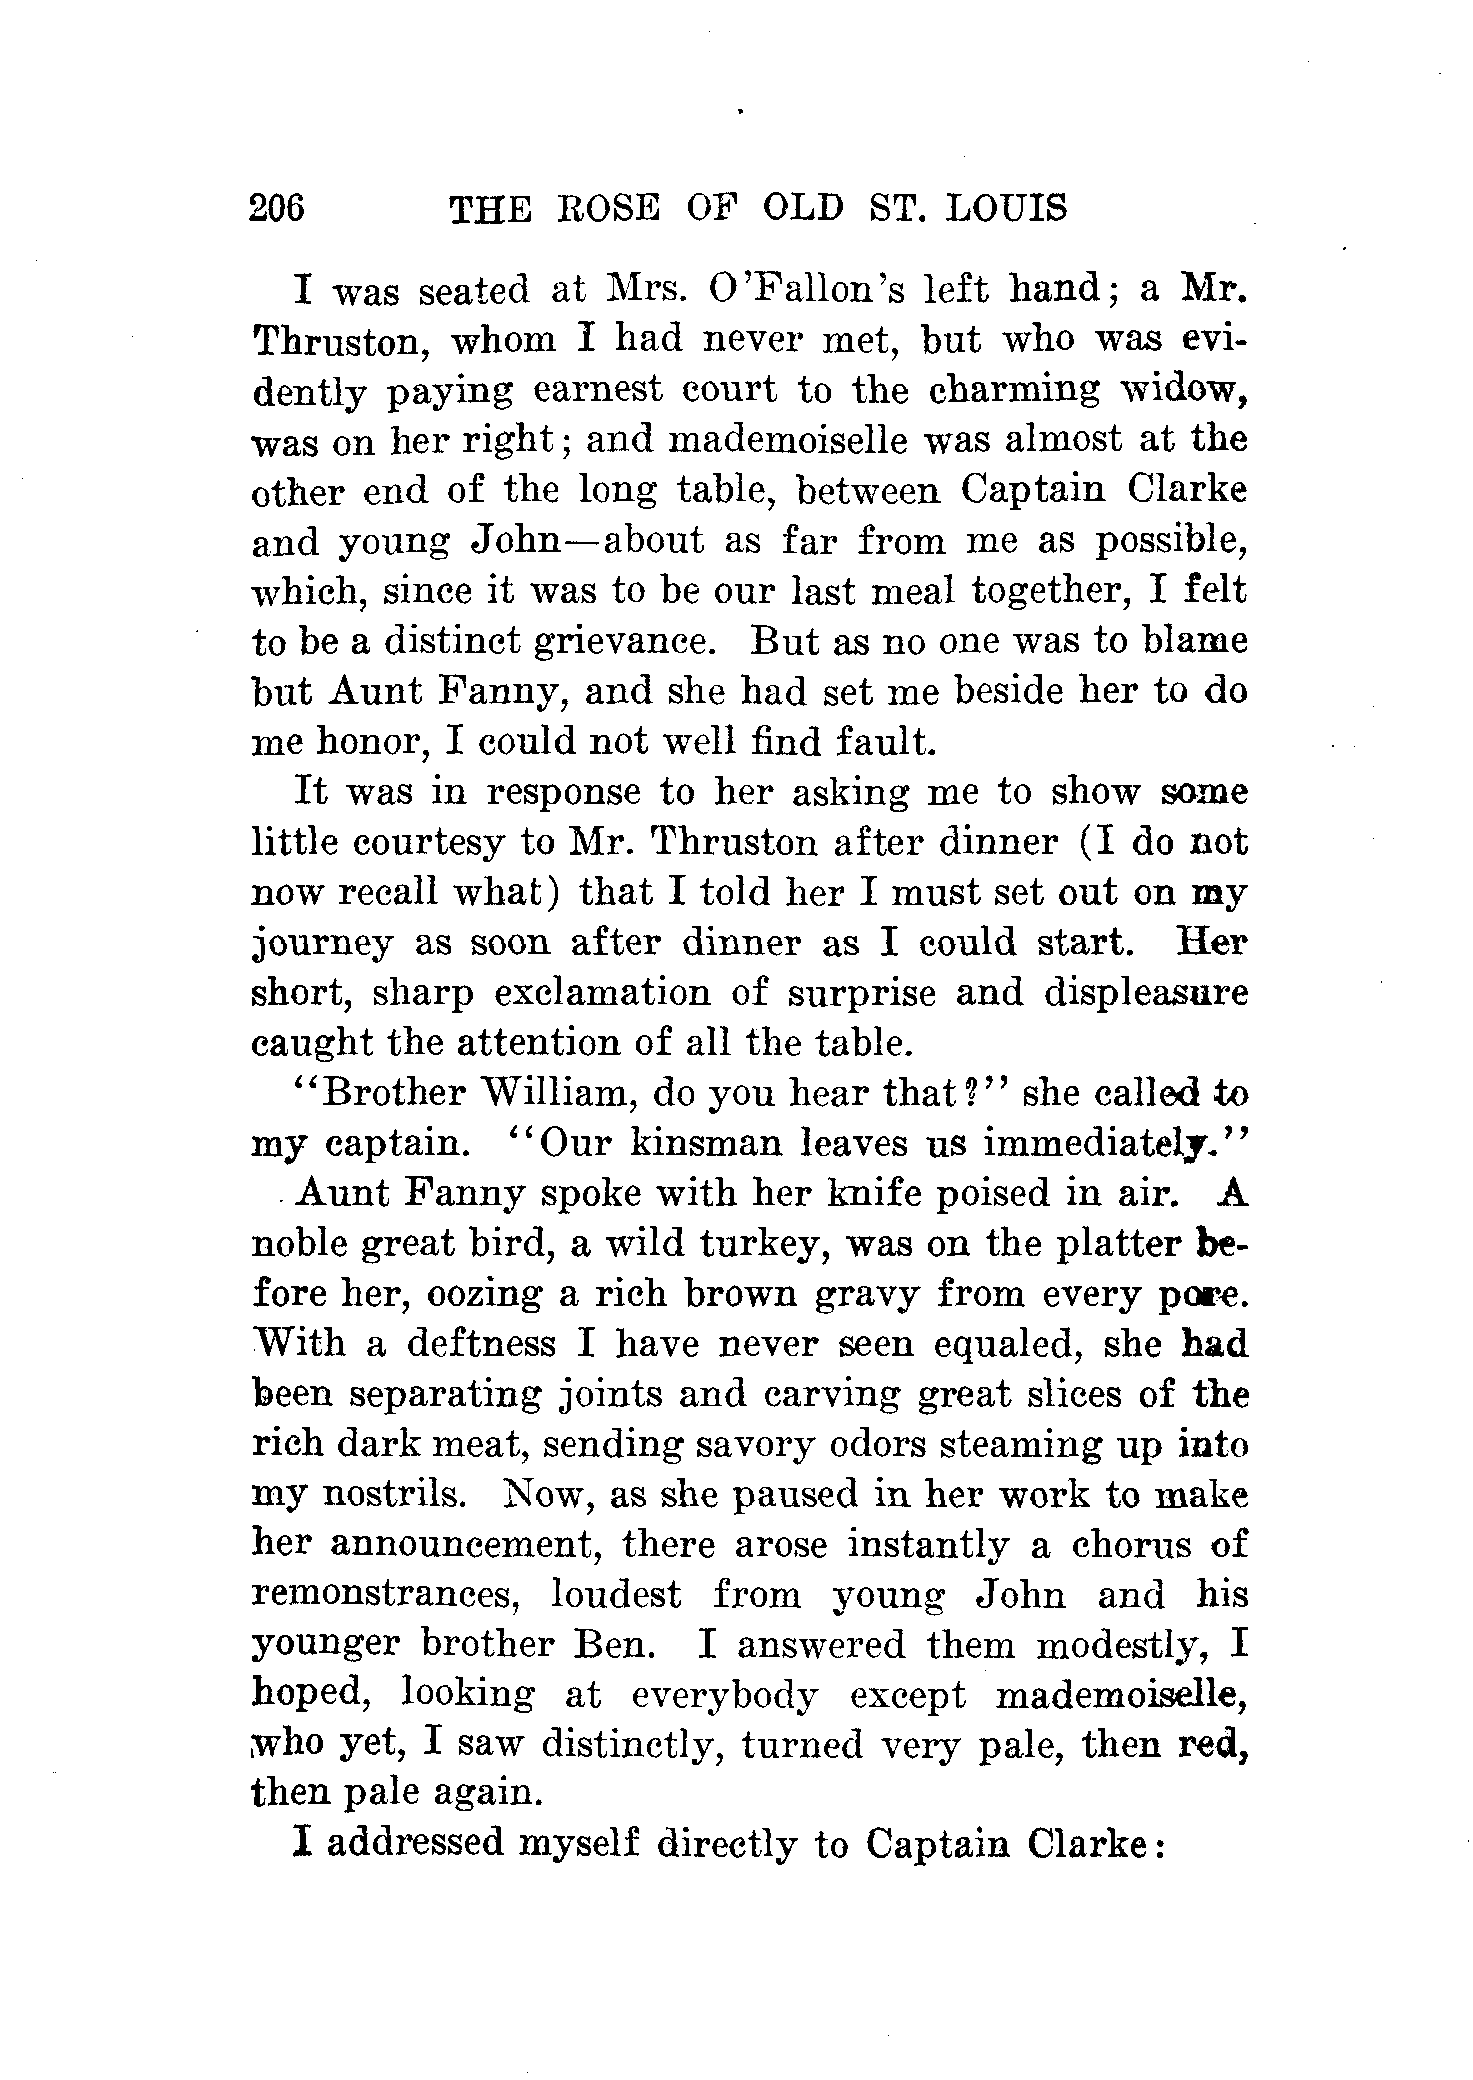 206 THE ROSE OF OLD ST. LOUIS
I was seated at Mrs. O'Fallon's left hand; a Mr.
Thruston, whom I had never met, but who was evi-
dently paying earnest court to the charming widow,
was on her right; and mademoiselle was almost at the
other end of the long table, between Captain Clarke
and young John—about as far from me as possible,
which, since it was to be our last meal together, I felt
to be a distinct grievance. But as no one was to blame
but Aunt Fanny, and she had set me beside her to do
me honor, I could not well find fault.
It was in response to her asking me to show some
little courtesy to Mr. Thruston after dinner (I do not
now recall what) that I told her I must set out on my
journey as soon after dinner as I could start. Her
short, sharp exclamation of surprise and displeasure
caught the attention of all the table.
"Brother William, do you hear that?" she called to
my captain. "Our kinsman leaves us immediately."
Aunt Fanny spoke with her knife poised in air. A
noble great bird, a wild turkey, was on the platter be-
fore her, oozing a rich brown gravy from every pore.
With a deftness I have never seen equaled, she had
been separating joints and carving great slices of the
rich dark meat, sending savory odors steaming up into
my nostrils. Now, as she paused in her work to make
her announcement, there arose instantly a chorus of
remonstrances, loudest from young John and his
younger brother Ben. I answered them modestly, I
hoped, looking at everybody except mademoiselle,
who yet, I saw distinctly, turned very pale, then red,
then pale again.
I addressed myself directly to Captain Clarke: